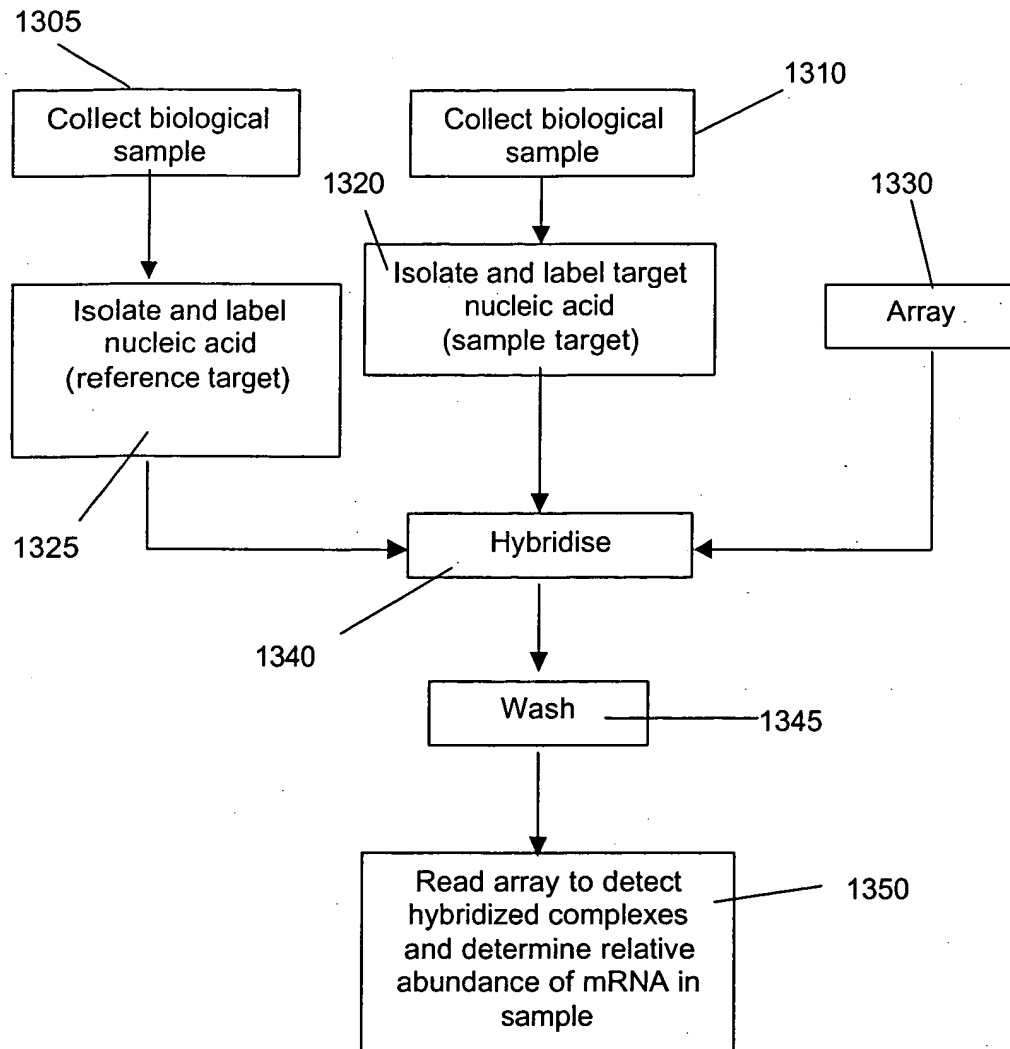 1305
1310
Collect biological
sample
Collect biological
sample
1320
1330
Isolate and label target
nucleic acid
(sample target)
Isolate and label
nucleic acid
(reference target)
Array
1325
Hybridise
1340
Wash
1345
Read array to detect
hybridized complexes
and determine relative
abundance of mRNA in
sample
1350